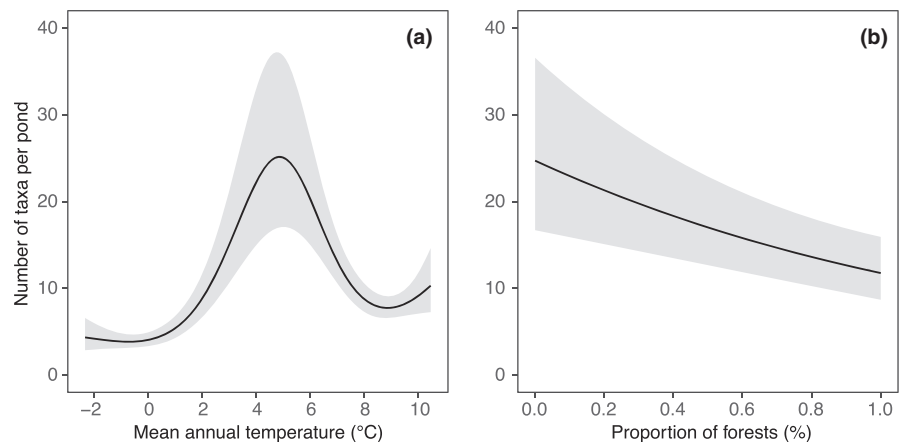 (a)
Number of taxa per pond
40
30
20
10
0
−2 0 2 4 6 8 10
Mean annual temperature (°C)
(b)
40
30
20
10
0
0.0 0.2 0.4 0.6 0.8 1.0
Proportion of forests (%)